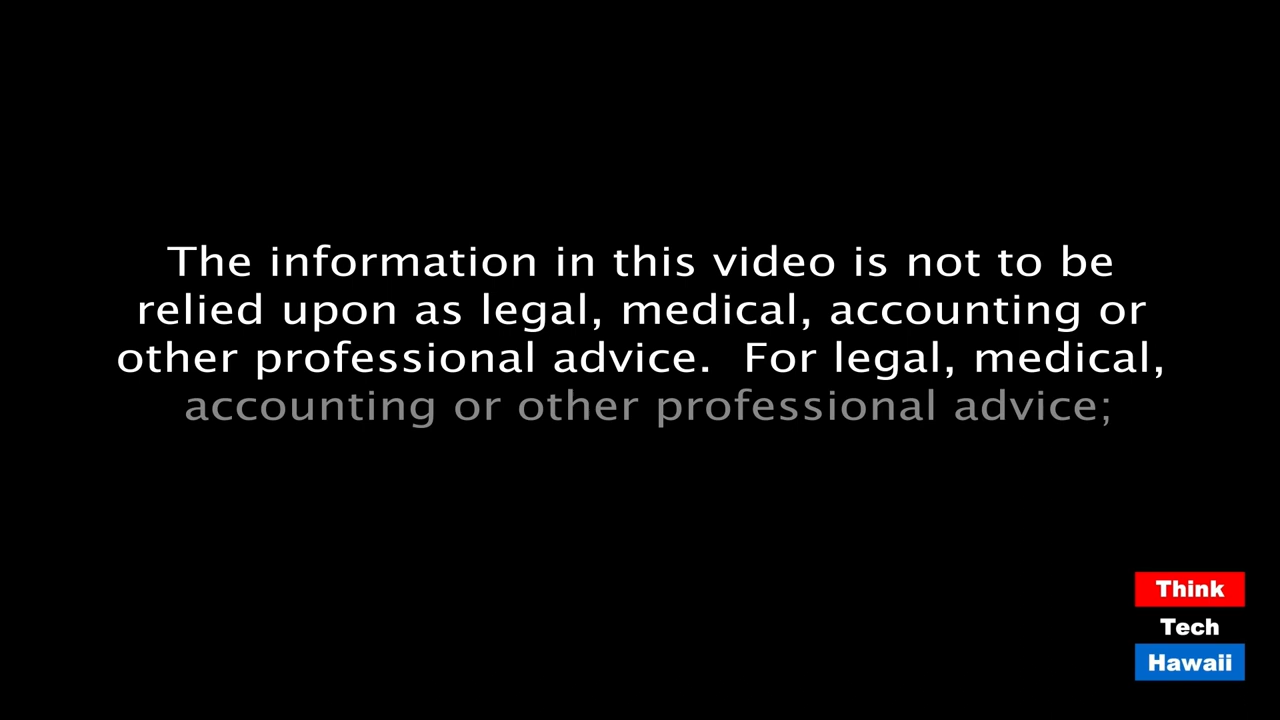 The information in this video is not to be
relied upon as legal, medical, accounting or
other professional advice.  For legal, medical,
accounting or other professional advice;
Think
Tech
Hawaii